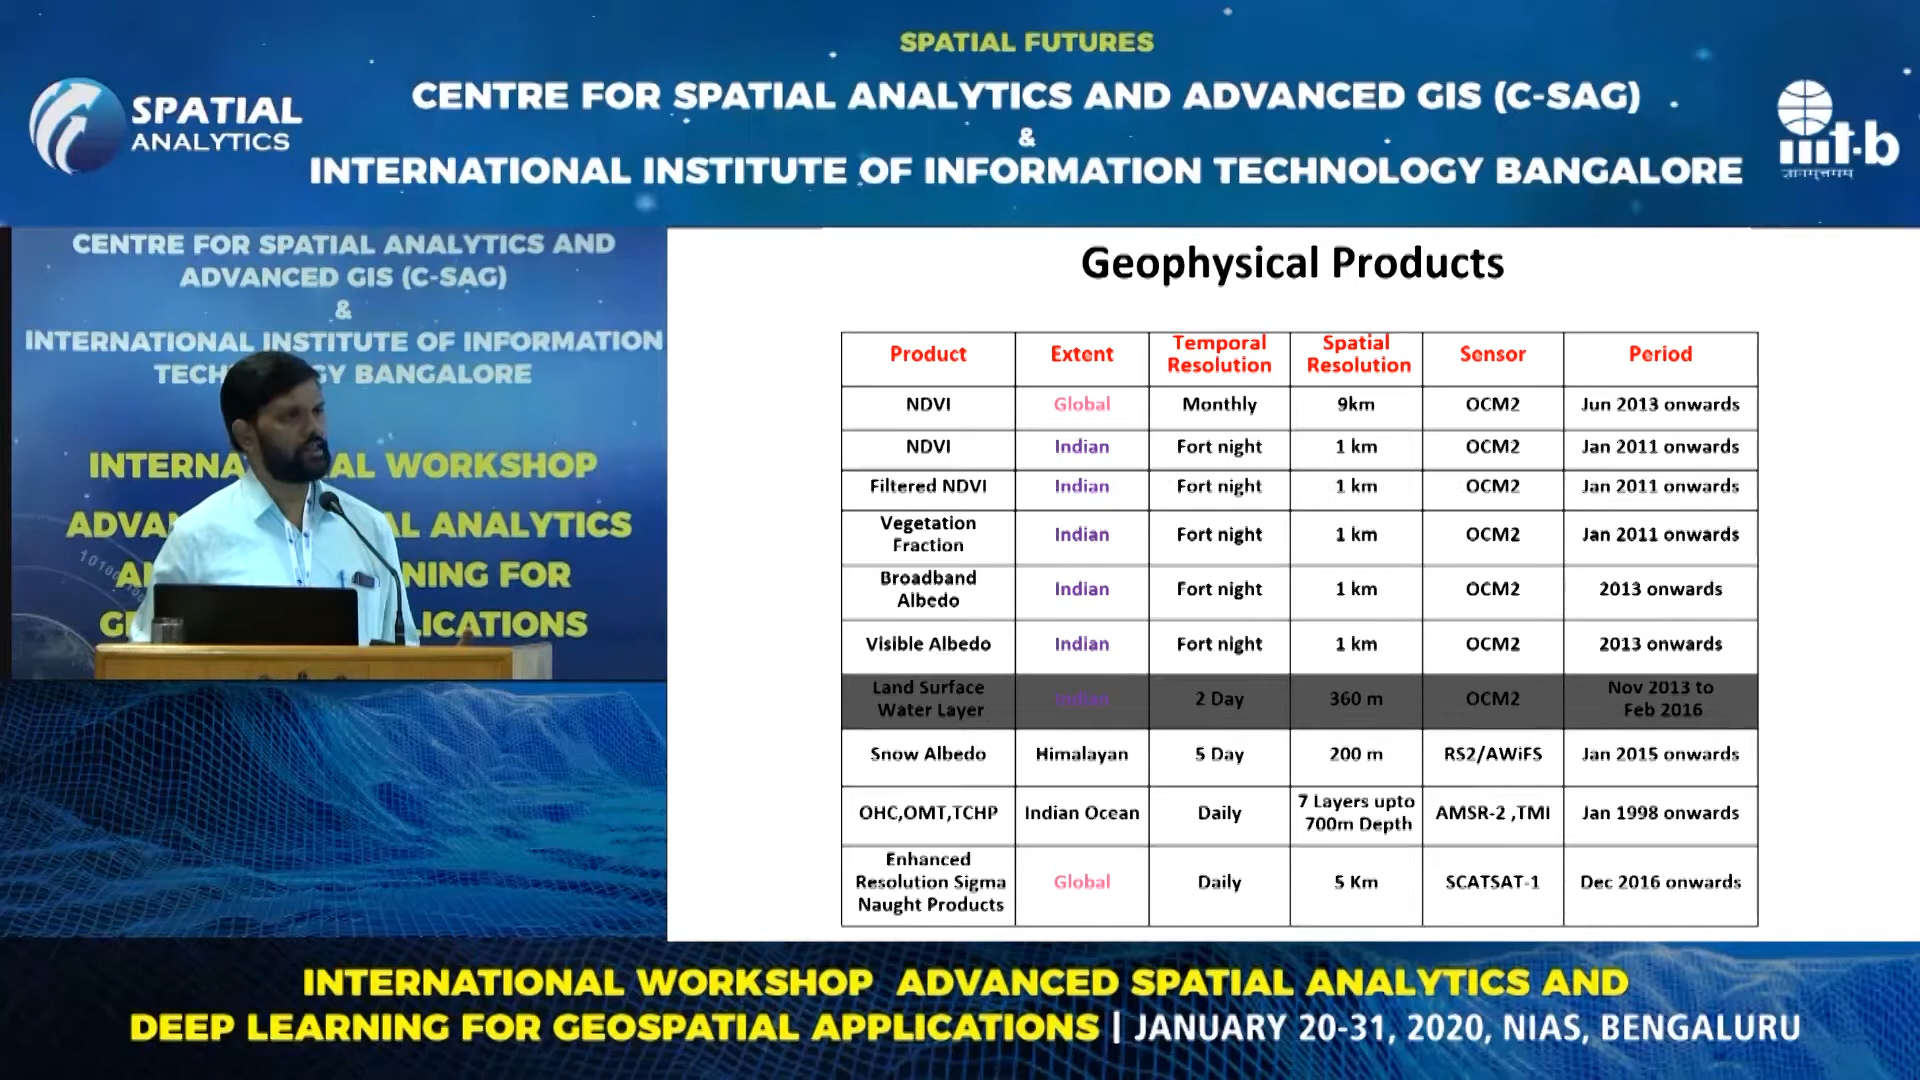 SPATIAL FUTURES
CENTRE FOR SPATIAL ANALYTICS AND ADVANCED GIS (C-SAG)
&
INTERNATIONAL INSTITUTE OF INFORMATION TECHNOLOGY BANGALORE
SPATIAL
ANALYTICS
iiit-b
ज्ञानमुत्तमम्
CENTRE FOR SPATIAL ANALYTICS AND
ADVANCED GIS (C-SAG)
&
INTERNATIONAL INSTITUTE OF INFORMATION
TECH GY BANGALORE
INTERNA AL WORKSHOP
ADVA AL ANALYTICS
AN NING FOR
G LICATIONS
Geophysical Products
Product Extent Temporal Resolution Spatial Resolution Sensor Period
NDVI Global Monthly 9km OCM2 Jun 2013 onwards
NDVI Indian Fort night 1 km OCM2 Jan 2011 onwards
Filtered NDVI Indian Fort night 1 km OCM2 Jan 2011 onwards
Vegetation Fraction Indian Fort night 1 km OCM2 Jan 2011 onwards
Broadband Albedo Indian Fort night 1 km OCM2 2013 onwards
Visible Albedo Indian Fort night 1 km OCM2 2013 onwards
Land Surface Water Layer Indian 2 Day 360 m OCM2 Nov 2013 to Feb 2016
Snow Albedo Himalayan 5 Day 200 m RS2/AWiFS Jan 2015 onwards
OHC,OMT,TCHP Indian Ocean Daily 7 Layers upto 700m Depth AMSR-2 ,TMI Jan 1998 onwards
Enhanced Resolution Sigma Naught Products Global Daily 5 Km SCATSAT-1 Dec 2016 onwards
INTERNATIONAL WORKSHOP ADVANCED SPATIAL ANALYTICS AND
DEEP LEARNING FOR GEOSPATIAL APPLICATIONS | JANUARY 20-31, 2020, NIAS, BENGALURU